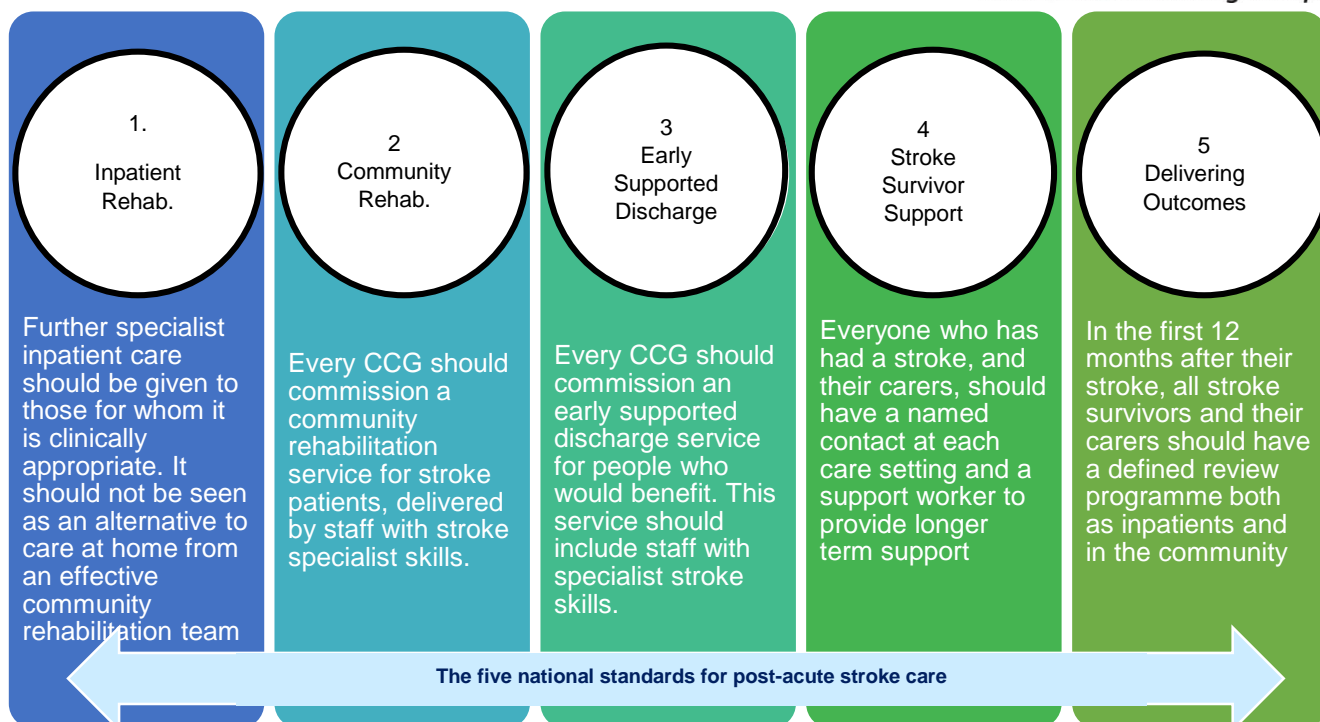 1.
Inpatient
Rehab.
Further specialist
inpatient care
should be given to
those for whom it
is clinically
appropriate. It
should not be seen
as an alternative to
care at home from
an effective
community
rehabilitation team
2
Community
Rehab.
Every CCG should
commission a
community
rehabilitation
service for stroke
patients, delivered
by staff with stroke
specialist skills.
3
Early
Supported
Discharge
Every CCG should
commission an
early supported
discharge service
for people who
would benefit. This
service should
include staff with
specialist stroke
skills.
4
Stroke
Survivor
Support
Everyone who has
had a stroke, and
their carers, should
have a named
contact at each
care setting and a
support worker to
provide longer
term support
5
Delivering
Outcomes
In the first 12
months after their
stroke, all stroke
survivors and their
carers should have
a defined review
programme both
as inpatients and
in the community
The five national standards for post-acute stroke care